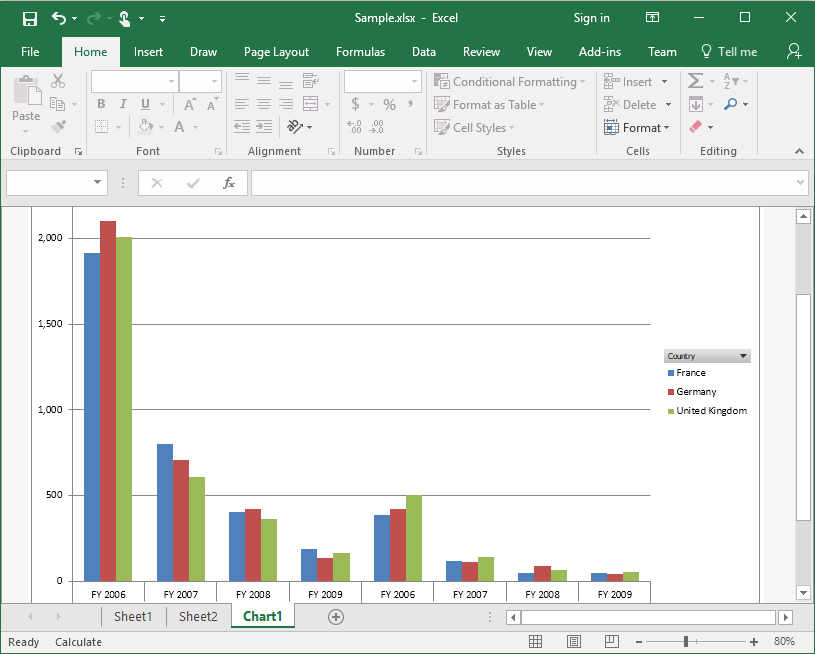 Sample.xlsx - Excel Sign in
File Home Insert Draw Page Layout Formulas Data Review View Add-ins Team Tell me
Paste
B I U A A
A
$ % ,
Conditional Formatting
Format as Table
Cell Styles
Insert
Delete
Format
Clipboard Font Alignment Number Styles Cells Editing
fx
2,000
1,500
1,000
500
0
FY 2006 FY 2007 FY 2008 FY 2009 FY 2006 FY 2007 FY 2008 FY 2009
Country
France
Germany
United Kingdom
Sheet1 Sheet2 Chart1
Ready Calculate 80%